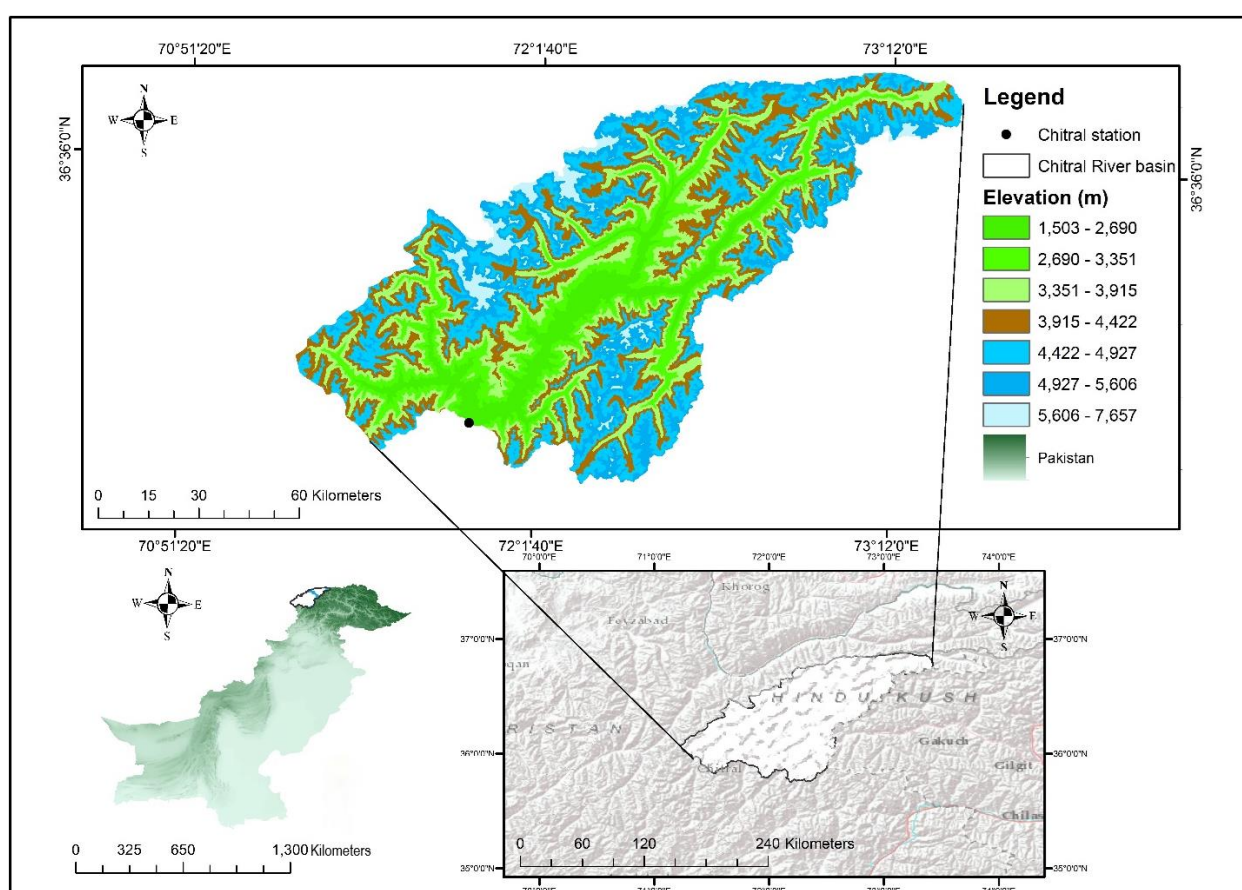 70°51'20"E 72°1'40"E 73°12'0"E
N
W E
S
36°36'0"N
36°36'0"N
Legend
Chitral station
Chitral River basin
Elevation (m)
1,503 - 2,690
2,690 - 3,351
3,351 - 3,915
3,915 - 4,422
4,422 - 4,927
4,927 - 5,606
5,606 - 7,657
Pakistan
0 15 30 60 Kilometers
70°51'20"E 72°1'40"E 73°12'0"E
N
W E
S
0 325 650 1,300 Kilometers
70°0'0"E 71°0'0"E 72°0'0"E 73°0'0"E 74°0'0"E
N
W E
S
37°0'0"N 37°0'0"N
36°0'0"N 36°0'0"N
35°0'0"N 35°0'0"N
Khorog
Feyzabad
HINDU KUSH
RISTAN
Gakuch
Chitral
Gilgit
Chilas
0 60 120 240 Kilometers